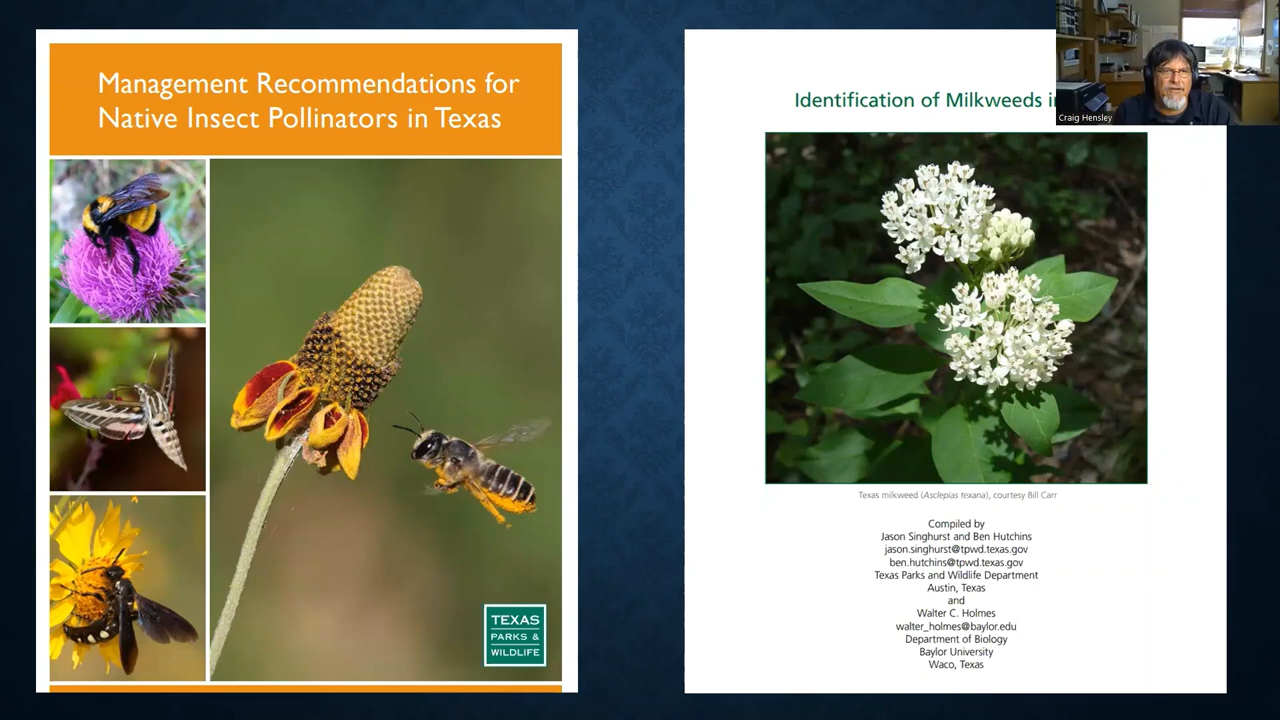 Management Recommendations for
Native Insect Pollinators in Texas
TEXAS
PARKS &
WILDLIFE
Identification of Milkweeds
Craig Hensley
Texas milkweed (Asclepias texana), courtesy Bill Carr
Compiled by
Jason Singhurst and Ben Hutchins
jason.singhurst@tpwd.texas.gov
ben.hutchins@tpwd.texas.gov
Texas Parks and Wildlife Department
Austin, Texas
and
Walter C. Holmes
walter_holmes@baylor.edu
Department of Biology
Baylor University
Waco, Texas